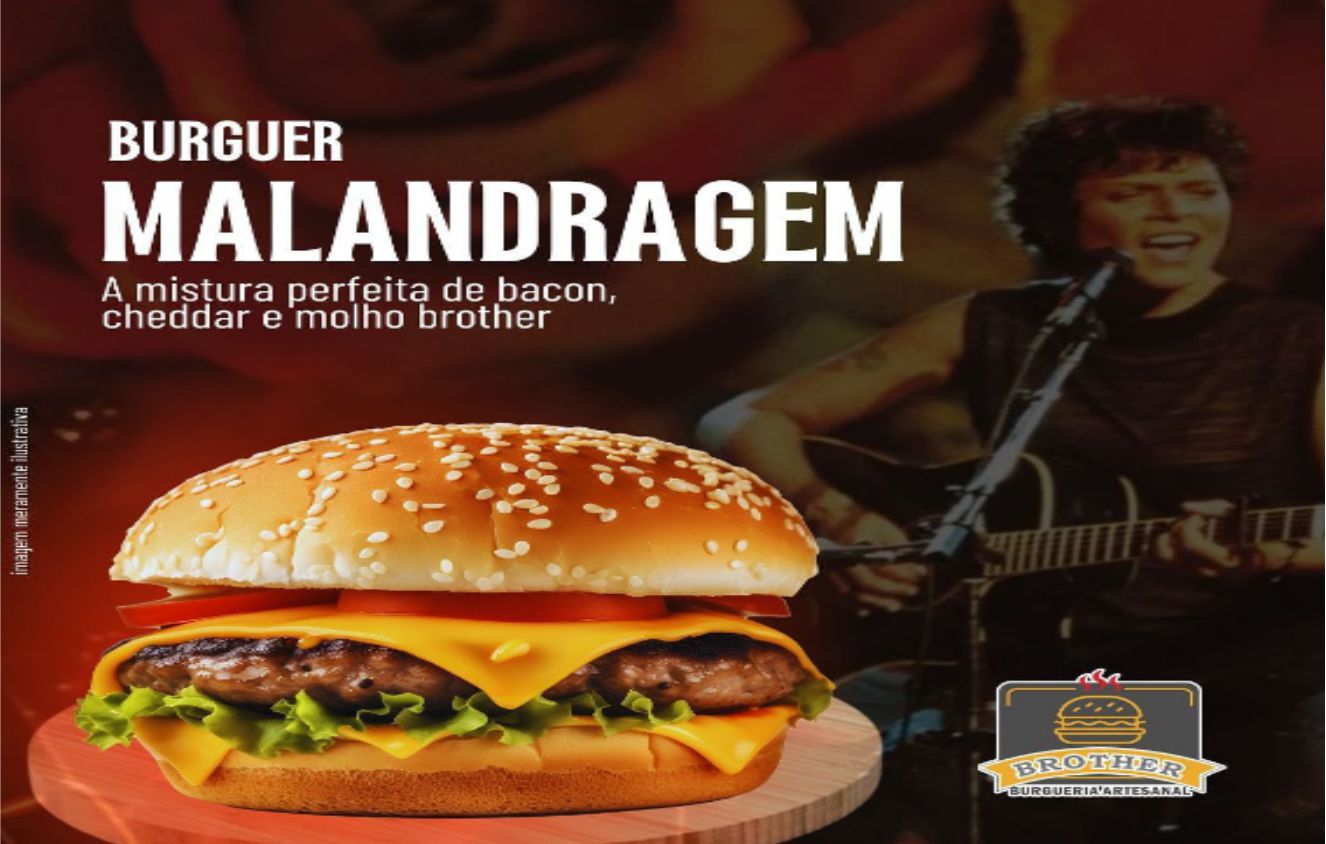 BURGUER
MALANDRAGEM
A mistura perfeita de bacon,
cheddar e molho brother
imagem meramente ilustrativa
BROTHER
BURGUERIA ARTESANAL